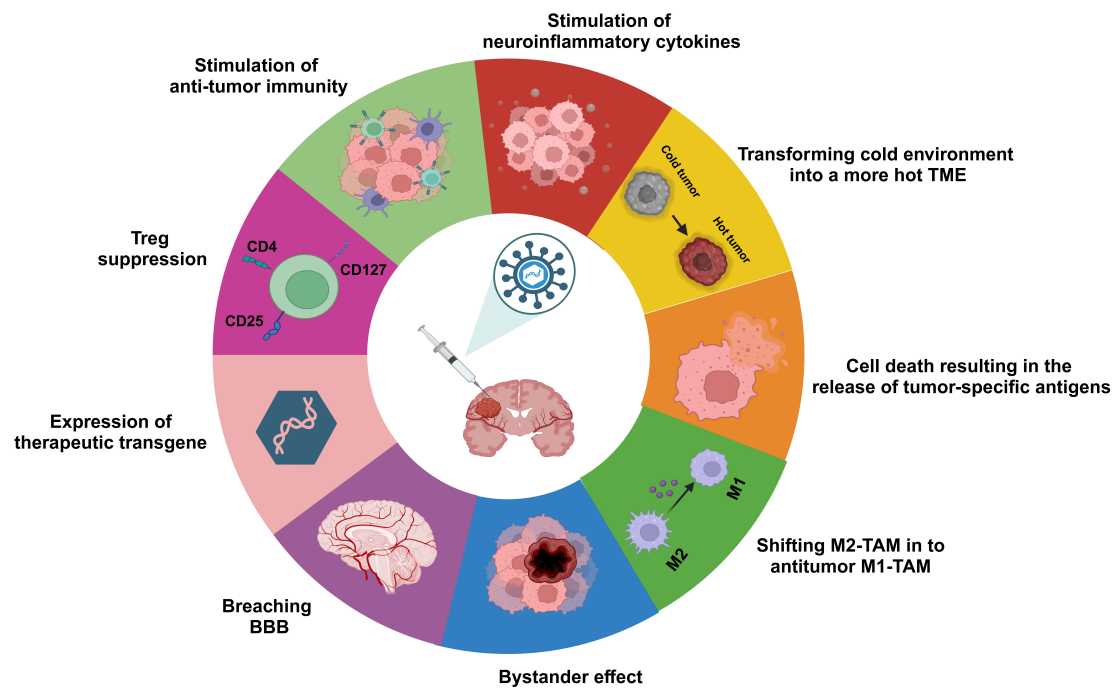 Stimulation of
neuroinflammatory cytokines
Stimulation of
anti-tumor immunity
Cold tumor
Hot tumor
Transforming cold environment
into a more hot TME
Treg
suppression
CD4
CD127
CD25
Cell death resulting in the
release of tumor-specific antigens
Expression of
therapeutic transgene
M1
M2
Shifting M2-TAM in to
antitumor M1-TAM
Breaching
BBB
Bystander effect